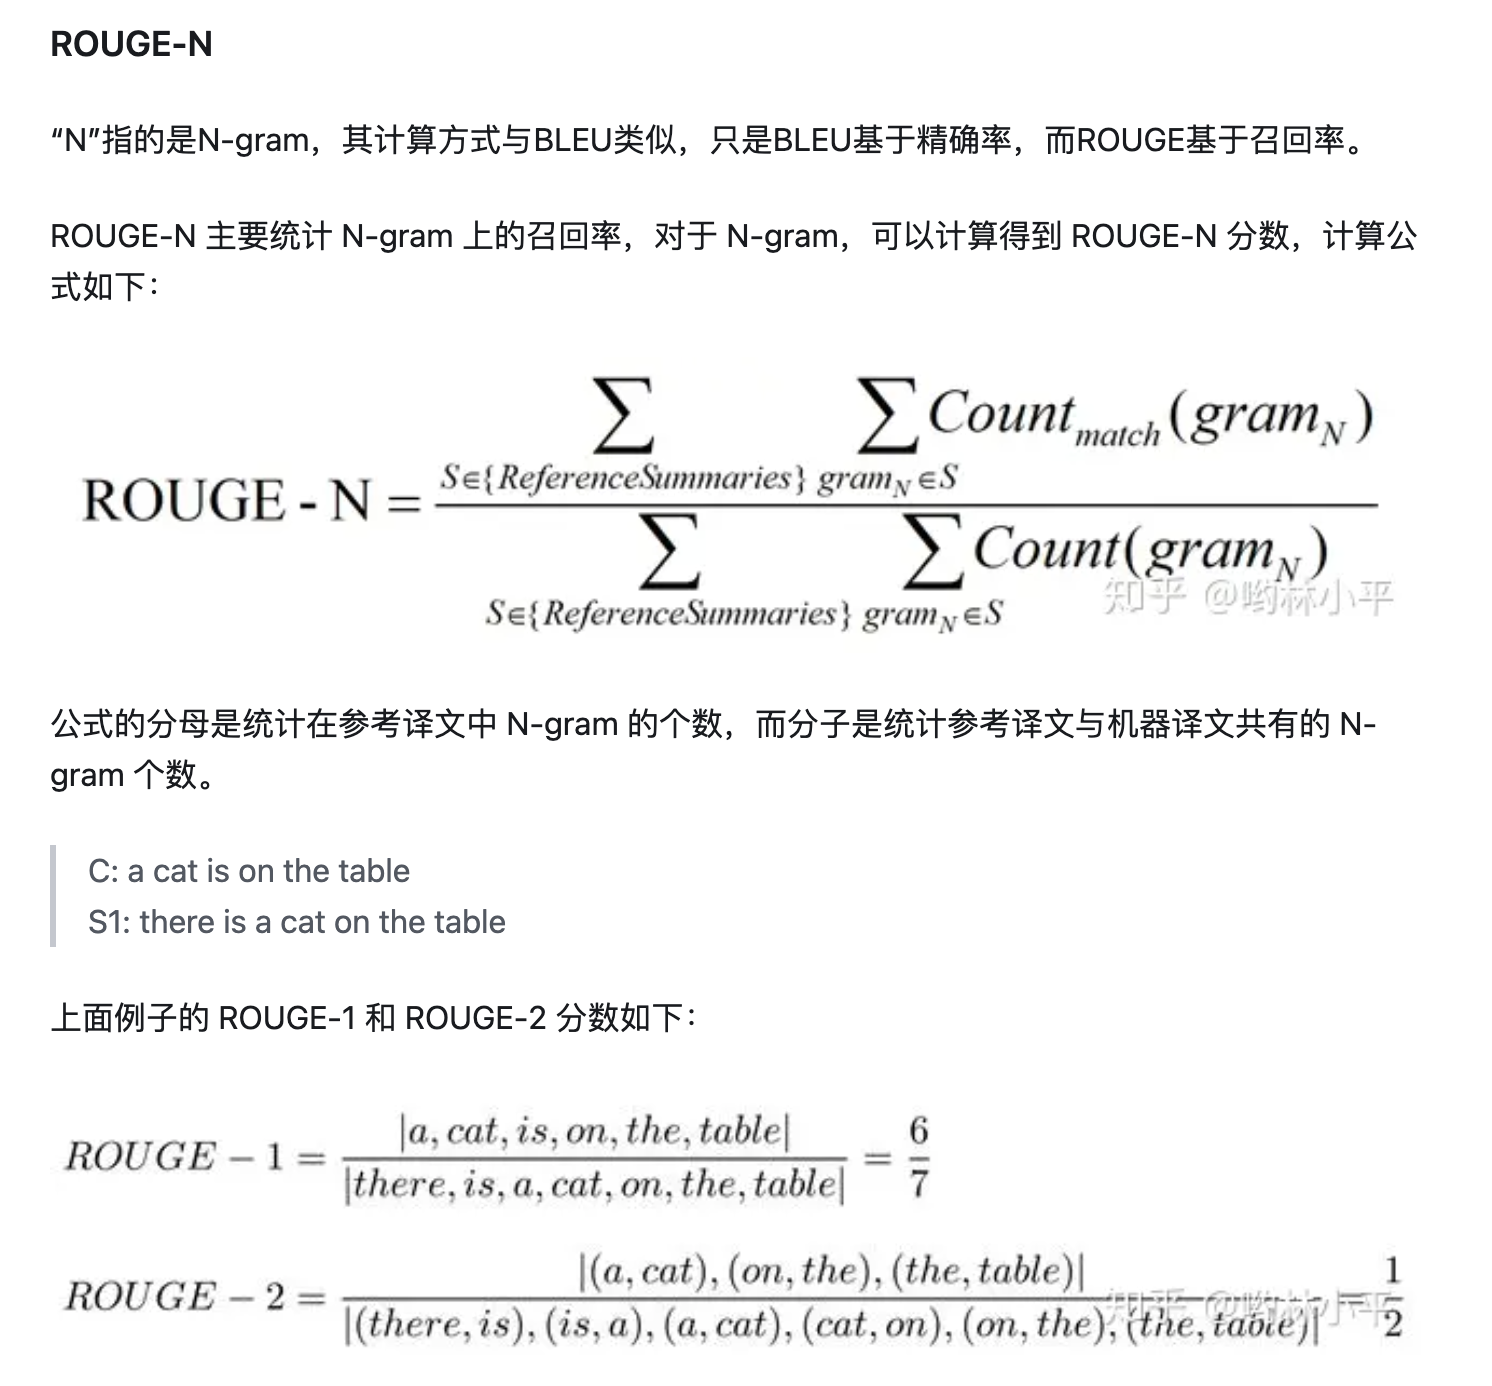 ROUGE-N
“N”指的是N-gram，其计算方式与BLEU类似，只是BLEU基于精确率，而ROUGE基于召回率。
ROUGE-N 主要统计 N-gram 上的召回率，对于 N-gram，可以计算得到 ROUGE-N 分数，计算公
式如下：
ROUGE - N = \frac{\sum_{S∈{ReferenceSummaries}} \sum_{gram_N∈S} Count_{match}(gram_N)}{\sum_{S∈{ReferenceSummaries}} \sum_{gram_N∈S} Count(gram_N)}
知乎 @哟林小平
公式的分母是统计在参考译文中 N-gram 的个数，而分子是统计参考译文与机器译文共有的 N-
gram 个数。
C: a cat is on the table
S1: there is a cat on the table
上面例子的 ROUGE-1 和 ROUGE-2 分数如下：
ROUGE − 1 = \frac{|a, cat, is, on, the, table|}{|there, is, a, cat, on, the, table|} = \frac{6}{7}
ROUGE − 2 = \frac{|(a, cat), (on, the), (the, table)|}{|(there, is), (is, a), (a, cat), (cat, on), (on, the), (the, table)|} = \frac{1}{2}
知乎 @哟林小平